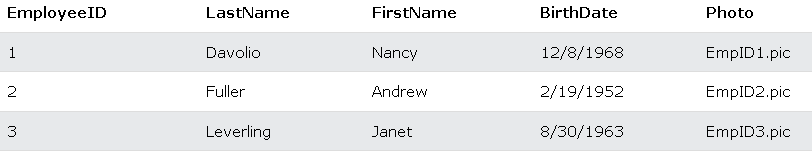 EmployeeID LastName FirstName BirthDate Photo
1 Davolio Nancy 12/8/1968 EmpID1.pic
2 Fuller Andrew 2/19/1952 EmpID2.pic
3 Leverling Janet 8/30/1963 EmpID3.pic